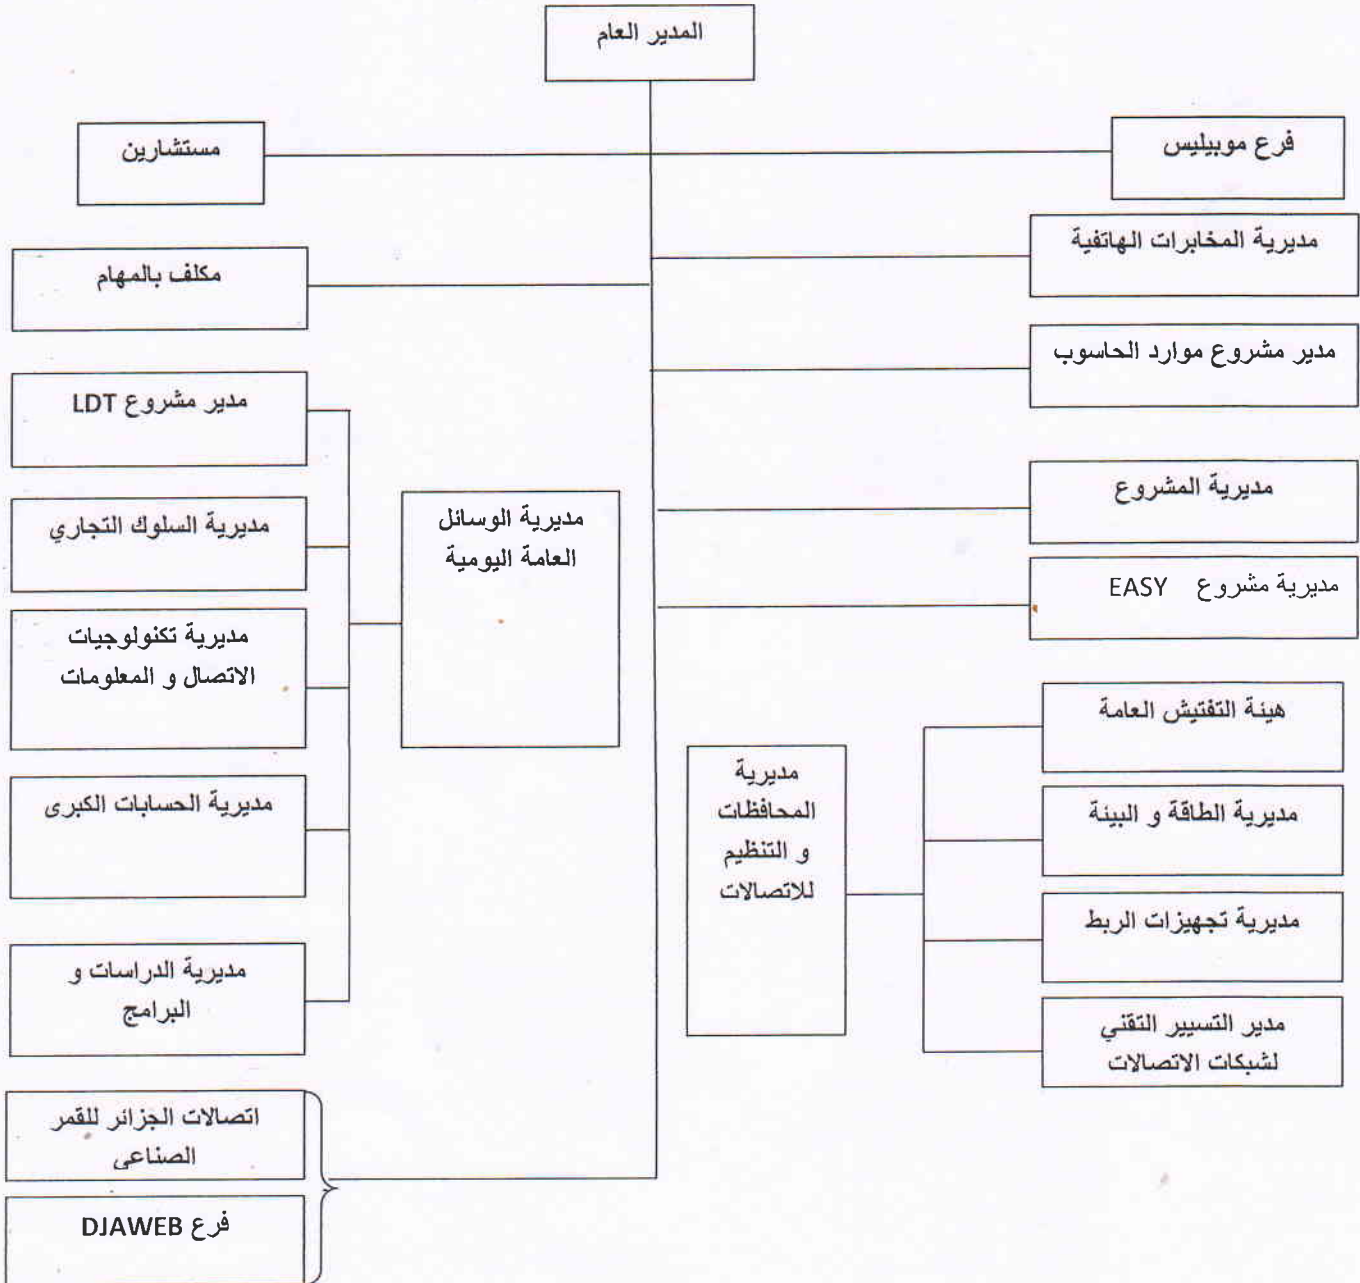 المدير العام
فرع موبيليس
مستشارين
مديرية المخابرات الهاتفية
مكلف بالمهام
مدير مشروع موارد الحاسوب
مدير مشروع LDT
مديرية المشروع
مديرية السلوك التجاري
مديرية الوسائل
العامة اليومية
مديرية مشروع EASY
مديرية تكنولوجيات
الاتصال و المعلومات
هيئة التفتيش العامة
مديرية
المحافظات
و التنظيم
للاتصالات
مديرية الحسابات الكبرى
مديرية الطاقة و البيئة
مديرية تجهيزات الربط
مديرية الدراسات و
البرامج
مدير التسيير التقني
لشبكات الاتصالات
اتصالات الجزائر للقمر
الصناعي
فرع DJAWEB